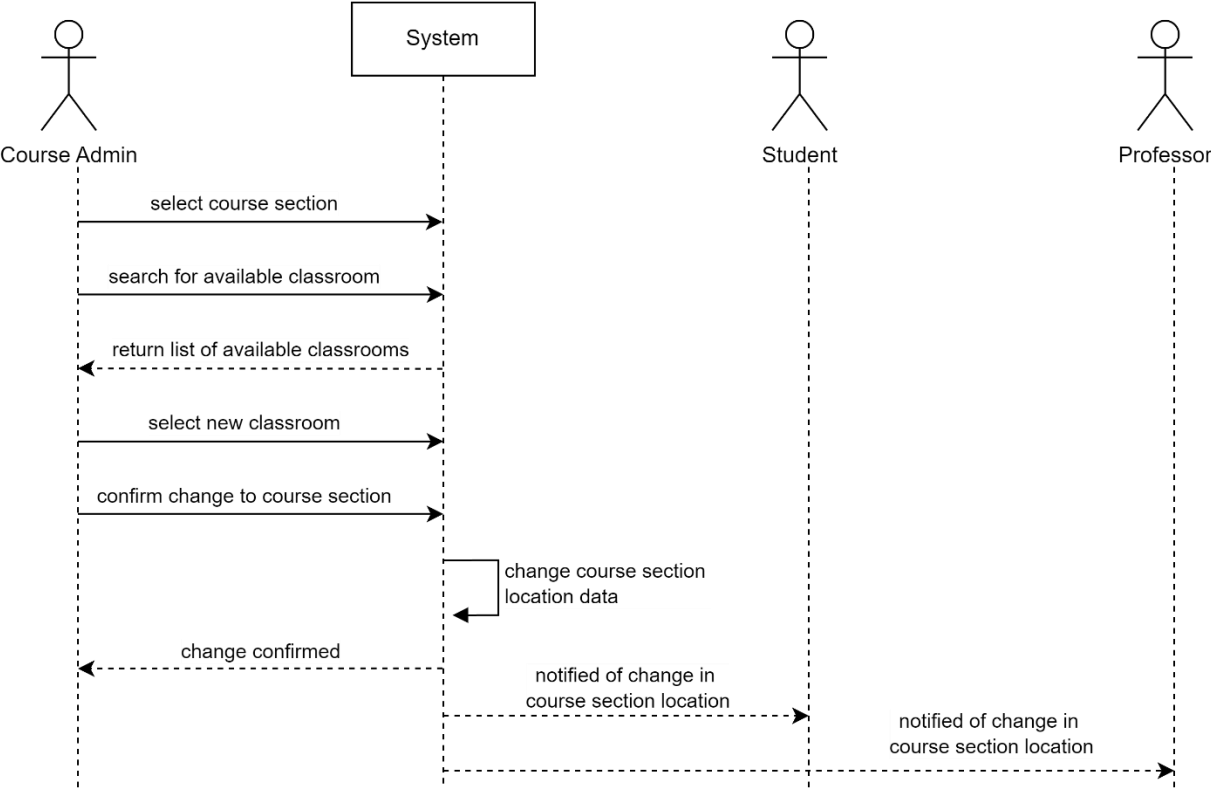 System
Course Admin
Student
Professor
select course section
search for available classroom
return list of available classrooms
select new classroom
confirm change to course section
change course section
location data
change confirmed
notified of change in
course section location
notified of change in
course section location